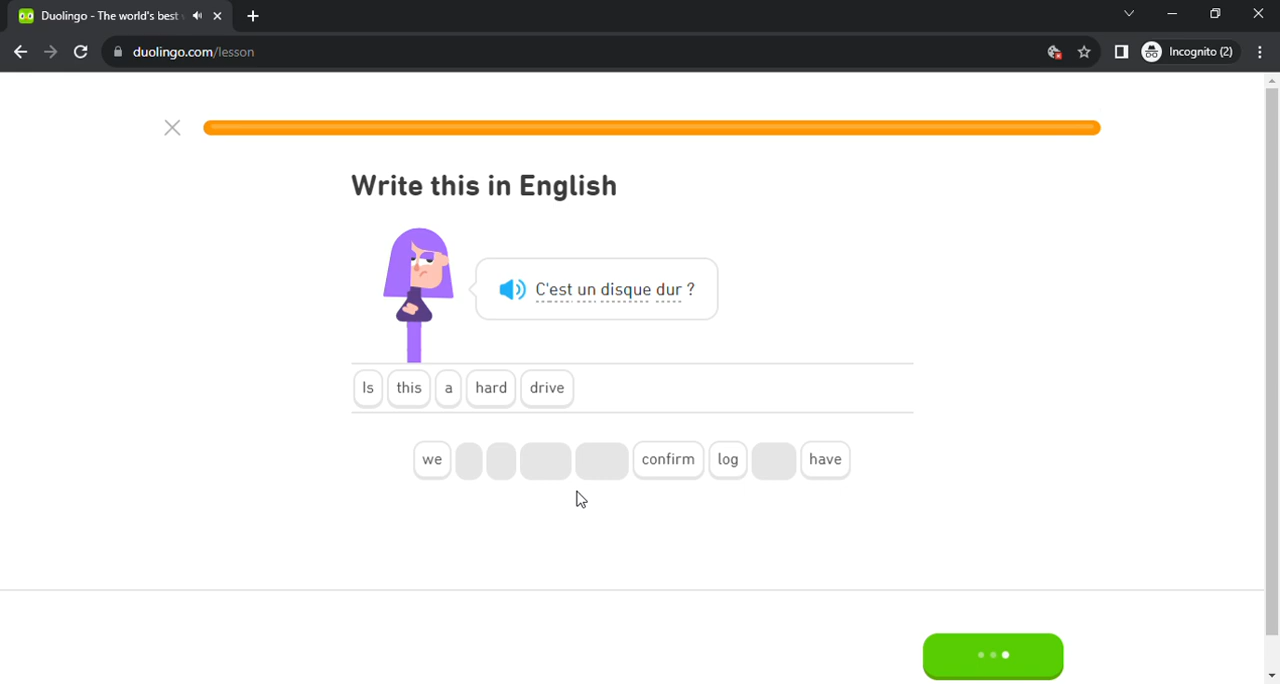 Duolingo - The world's best
duolingo.com/lesson
Incognito (2)
Write this in English
C'est un disque dur ?
Is this a hard drive
we confirm log have